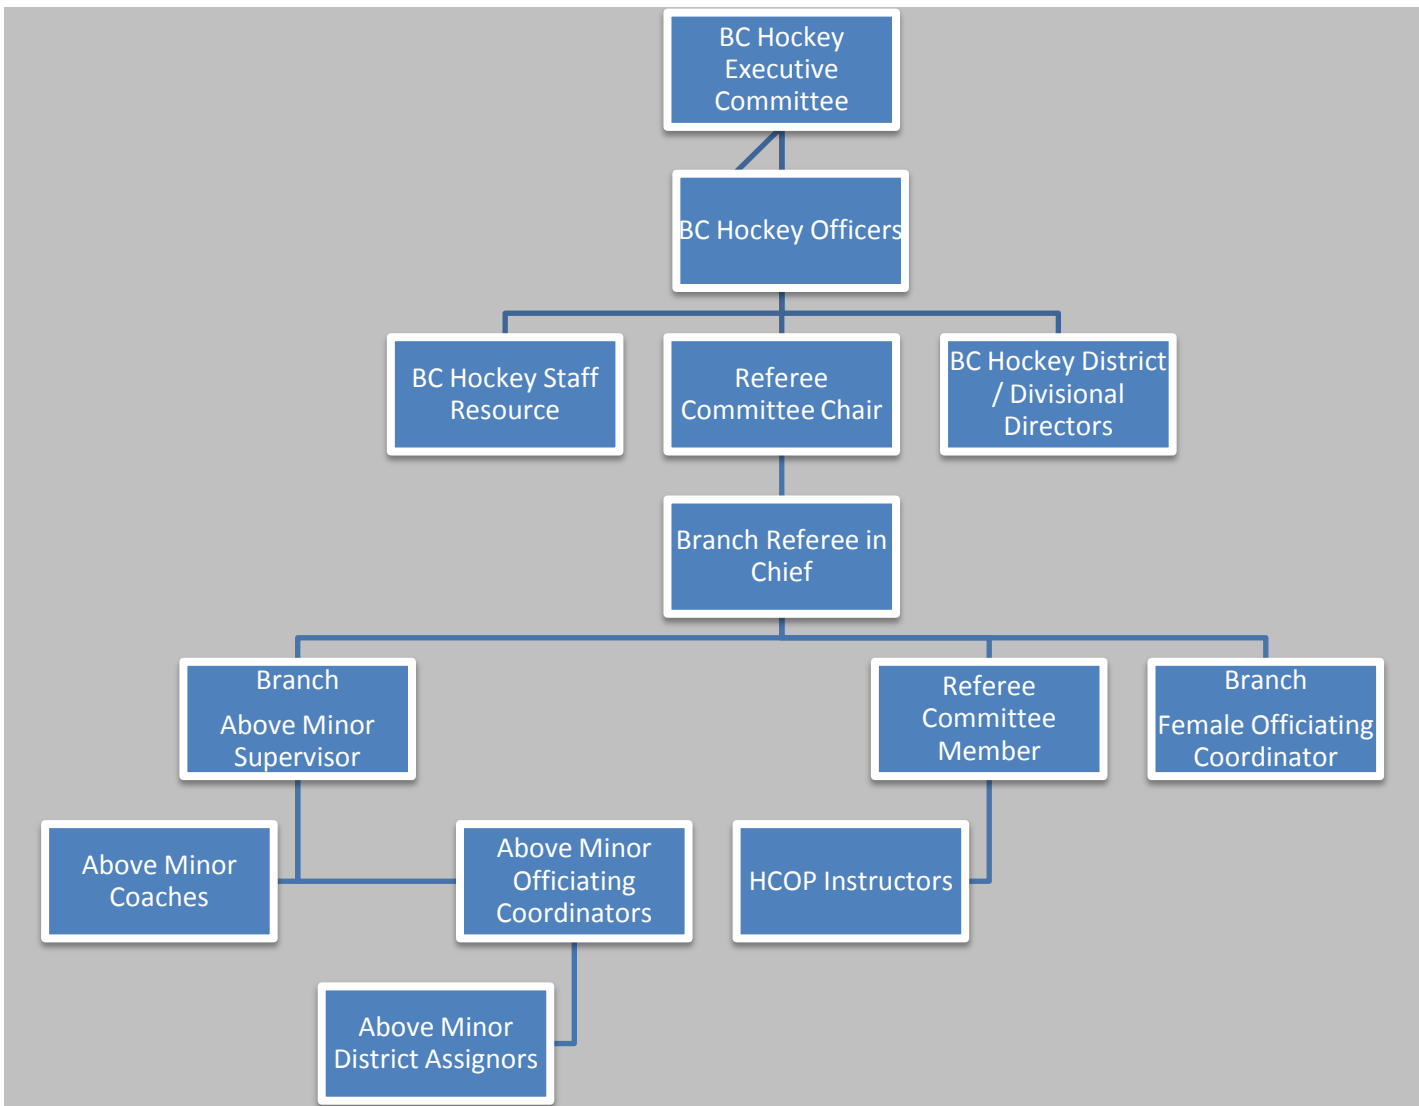 BC Hockey
Executive
Committee
BC Hockey Officers
BC Hockey Staff
Resource
Referee
Committee Chair
BC Hockey District
/ Divisional
Directors
Branch Referee in
Chief
Branch
Above Minor
Supervisor
Referee
Committee
Member
Branch
Female Officiating
Coordinator
Above Minor
Coaches
Above Minor
Officiating
Coordinators
HCOP Instructors
Above Minor
District Assignors